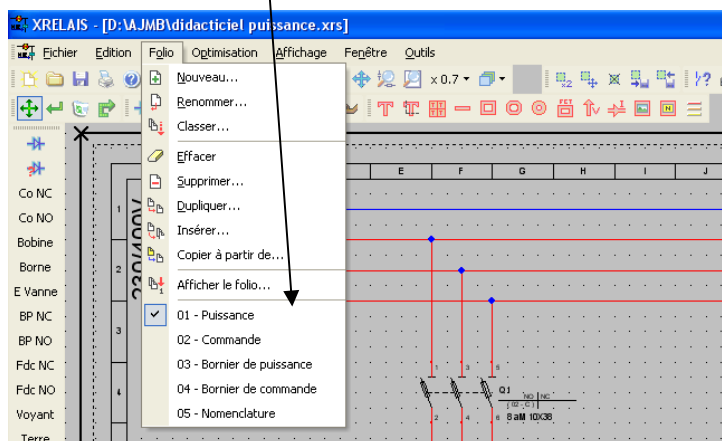 XRELAIS - [D:\AJMB\didacticiel puissance.xrs]
Fichier Edition Folio Optimisation Affichage Fenêtre Outils
x 0.7
Nouveau...
Renommer...
Classer...
Effacer
Supprimer...
Dupliquer...
Insérer...
Copier à partir de...
Afficher le folio...
01 - Puissance
02 - Commande
03 - Bornier de puissance
04 - Bornier de commande
05 - Nomenclature
Co NC
Co NO
Bobine
Borne
E Vanne
BP NC
BP NO
Fdc NC
Fdc NO
Voyant
Terre
E F G H I J
1
2
3
4
230/400V
1 3 5
Q1
NO NC
( 02 - C )
2 4 6 8 aM 10X38